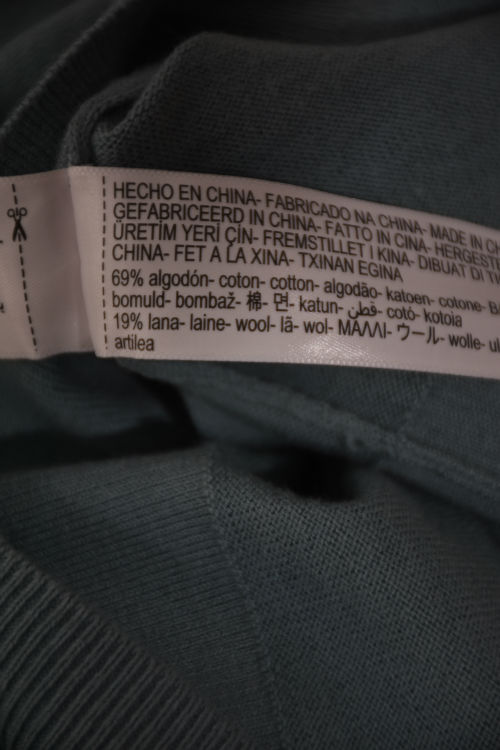 HECHO EN CHINA- FABRICADO NA CHINA- MADE IN
GEFABRICEERD IN CHINA- FATTO IN CINA-
ÜRETİM YERİ ÇİN- FREMSTILLET I KINA- DIBUAT DI
CHINA- FET A LA XINA- TXINAN EGINA
69% algodón- coton- cotton- algodão- katoen- cotone-
bomuld- bombaž- 棉- 면- katun- قطن- cotó- kotoia
19% lana- laine- wool- lã- wol- ΜΑΛΛΙ- ウール- wolle-
artilea